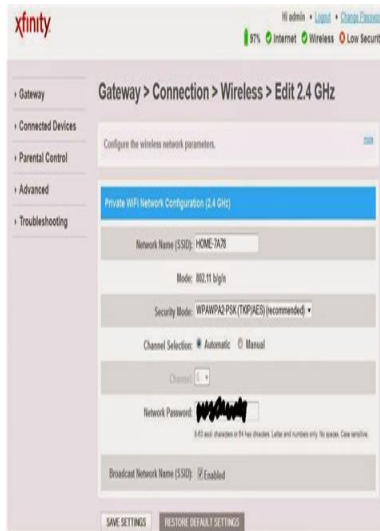 xfinity.
Hi admin • Logout • Change Password
97% Internet Wireless Low Security
Gateway
Connected Devices
Parental Control
Advanced
Troubleshooting
Gateway > Connection > Wireless > Edit 2.4 GHz
Configure the wireless network parameters. more
Private WiFi Network Configuration (2.4 GHz)
Network Name (SSID): HOME-7A78
Mode: 802.11 b/g/n
Security Mode: WPAWPA2-PSK (TKIP/AES) (recommended)
Channel Selection: Automatic Manual
Channel:
Network Password:
8-63 ascii characters or 64 hex characters. Letter and numbers only. No spaces. Case sensitive.
Broadcast Network Name (SSID): Enabled
SAVE SETTINGS RESTORE DEFAULT SETTINGS